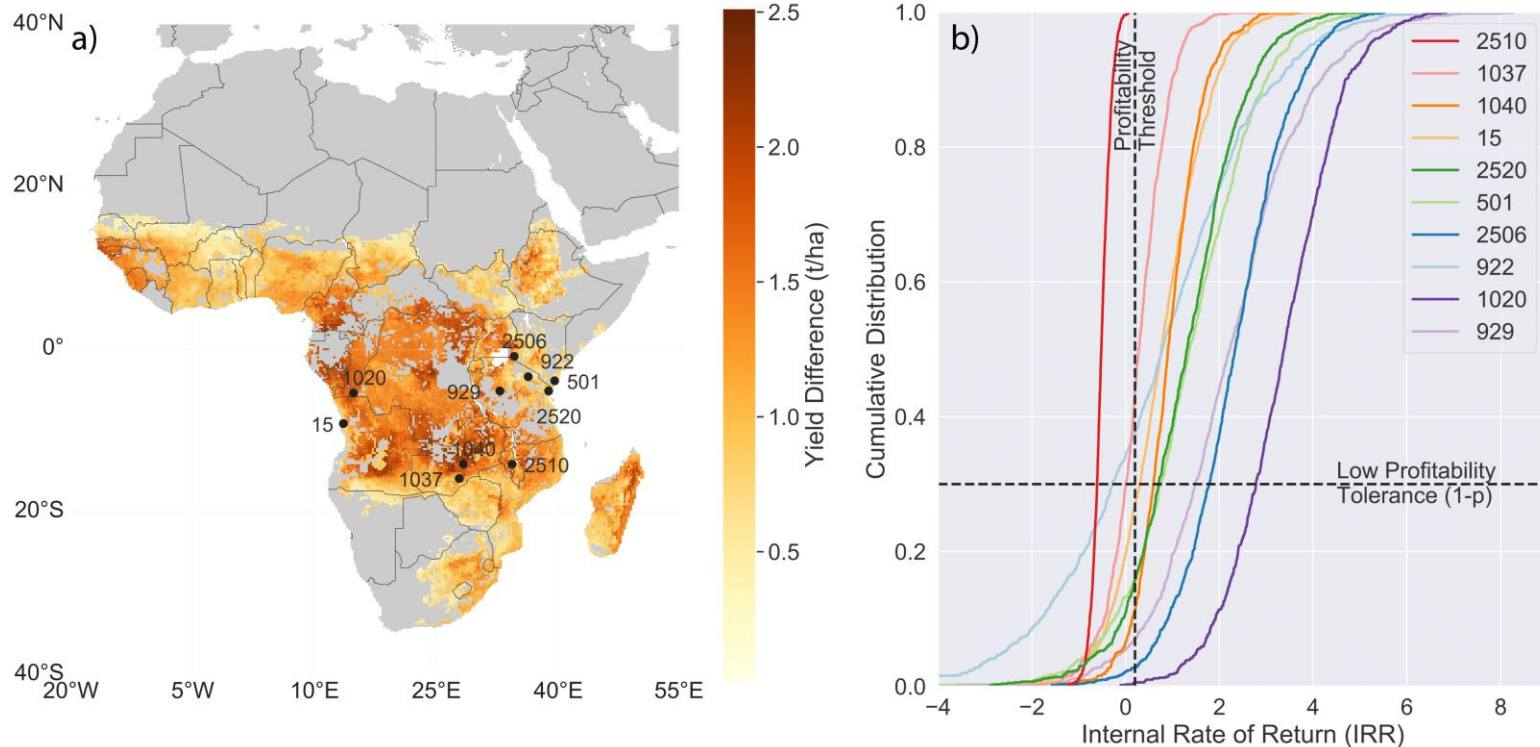 a)
40°N
20°N
0°
20°S
40°S
20°W
5°W
10°E
25°E
40°E
55°E
2506
922
1020
929
501
2520
15
1040
1037
2510
2.5
2.0
1.5
1.0
0.5
Yield Difference (t/ha)
b)
1.0
0.8
0.6
0.4
0.2
0.0
Cumulative Distribution
−4
−2
0
2
4
6
8
Internal Rate of Return (IRR)
Profitability
Threshold
Low Profitability
Tolerance (1-p)
2510
1037
1040
15
2520
501
2506
922
1020
929